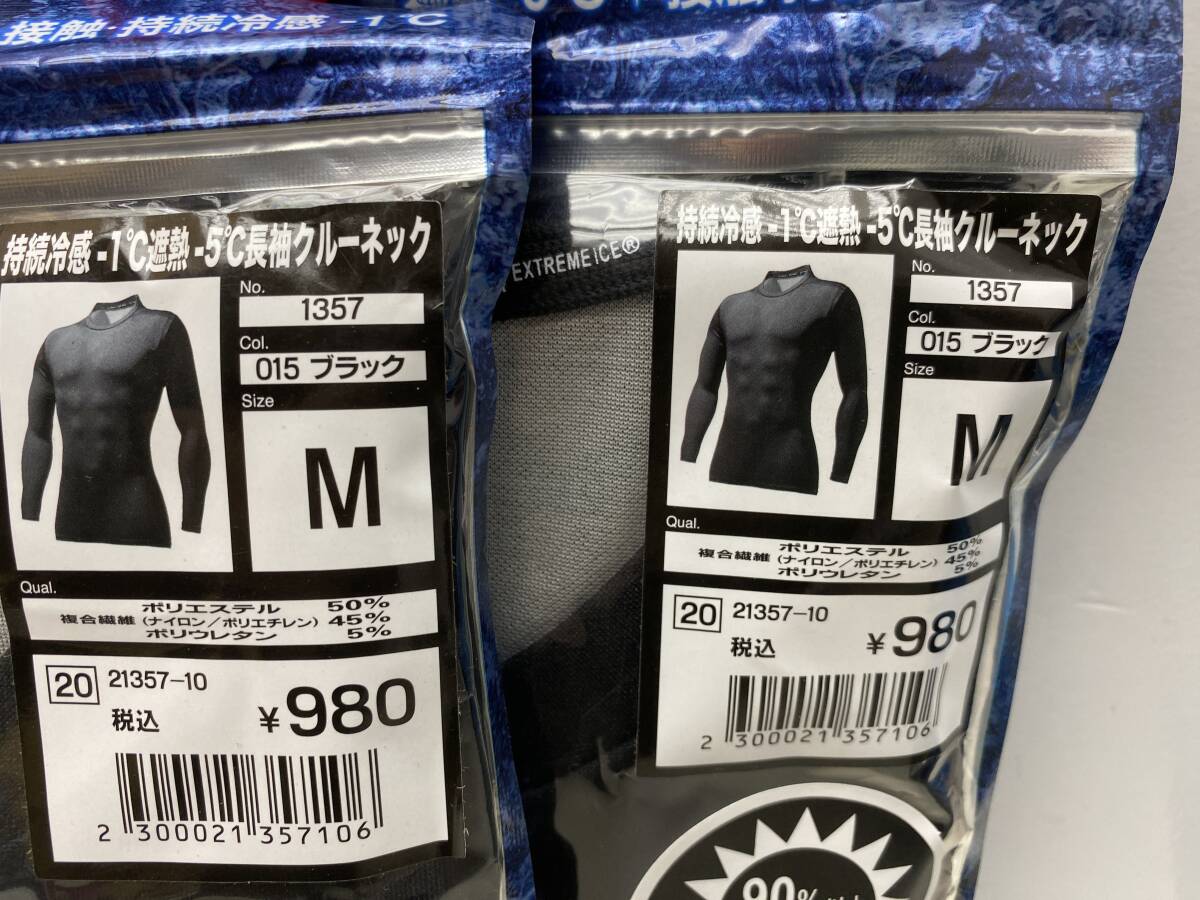 接触・持続冷感-1℃
持続冷感 -1℃遮熱 -5℃長袖クルーネック
No.
1357
Col.
015 ブラック
Size
M
Qual.
ポリエステル 50%
複合繊維 (ナイロン/ポリエチレン) 45%
ポリウレタン 5%
20 21357-10
税込 ¥980
2 300021 357106
EXTREME ICE®
持続冷感 -1℃遮熱 -5℃長袖クルーネック
No.
1357
Col.
015 ブラック
Size
M
Qual.
ポリエステル 50%
複合繊維 (ナイロン/ポリエチレン) 45%
ポリウレタン 5%
20 21357-10
税込 ¥980
2 300021 357106
90%